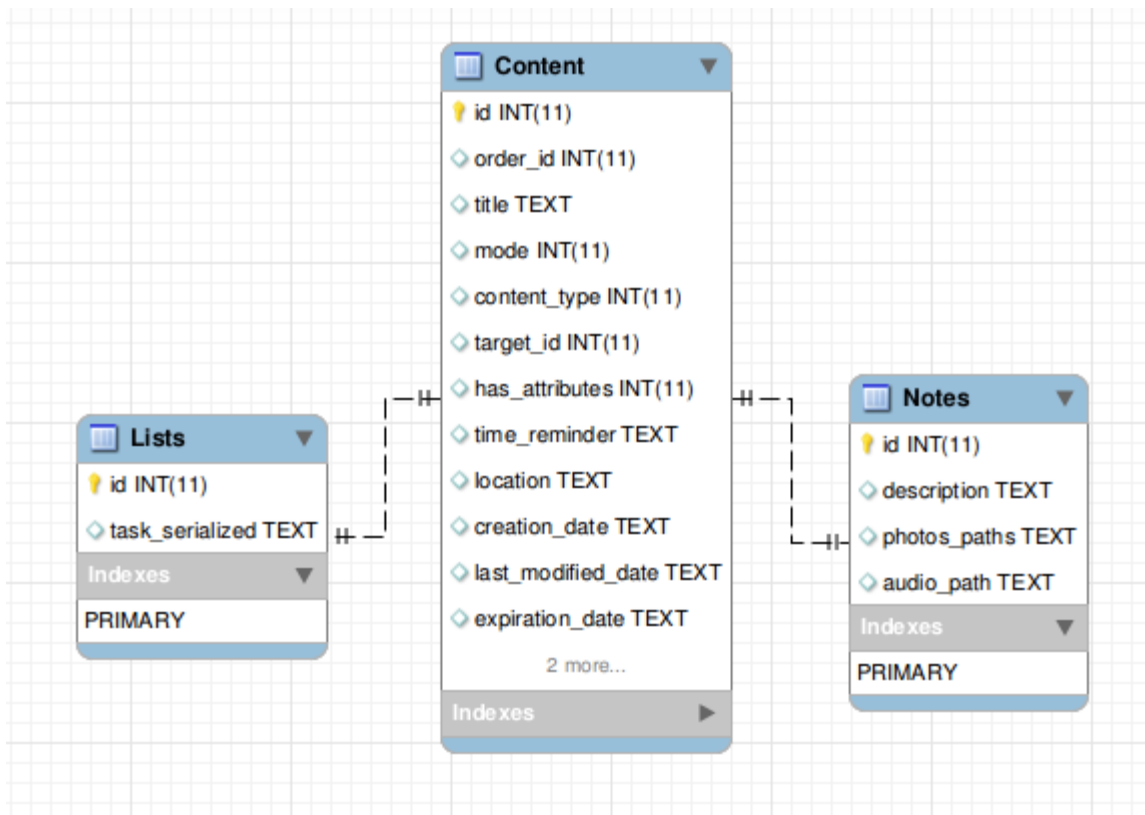 Content
id INT(11)
order_id INT(11)
title TEXT
mode INT(11)
content_type INT(11)
target_id INT(11)
has_attributes INT(11)
time_reminder TEXT
location TEXT
creation_date TEXT
last_modified_date TEXT
expiration_date TEXT
2 more...
Indexes
Lists
id INT(11)
task_serialized TEXT
Indexes
PRIMARY
Notes
id INT(11)
description TEXT
photos_paths TEXT
audio_path TEXT
Indexes
PRIMARY